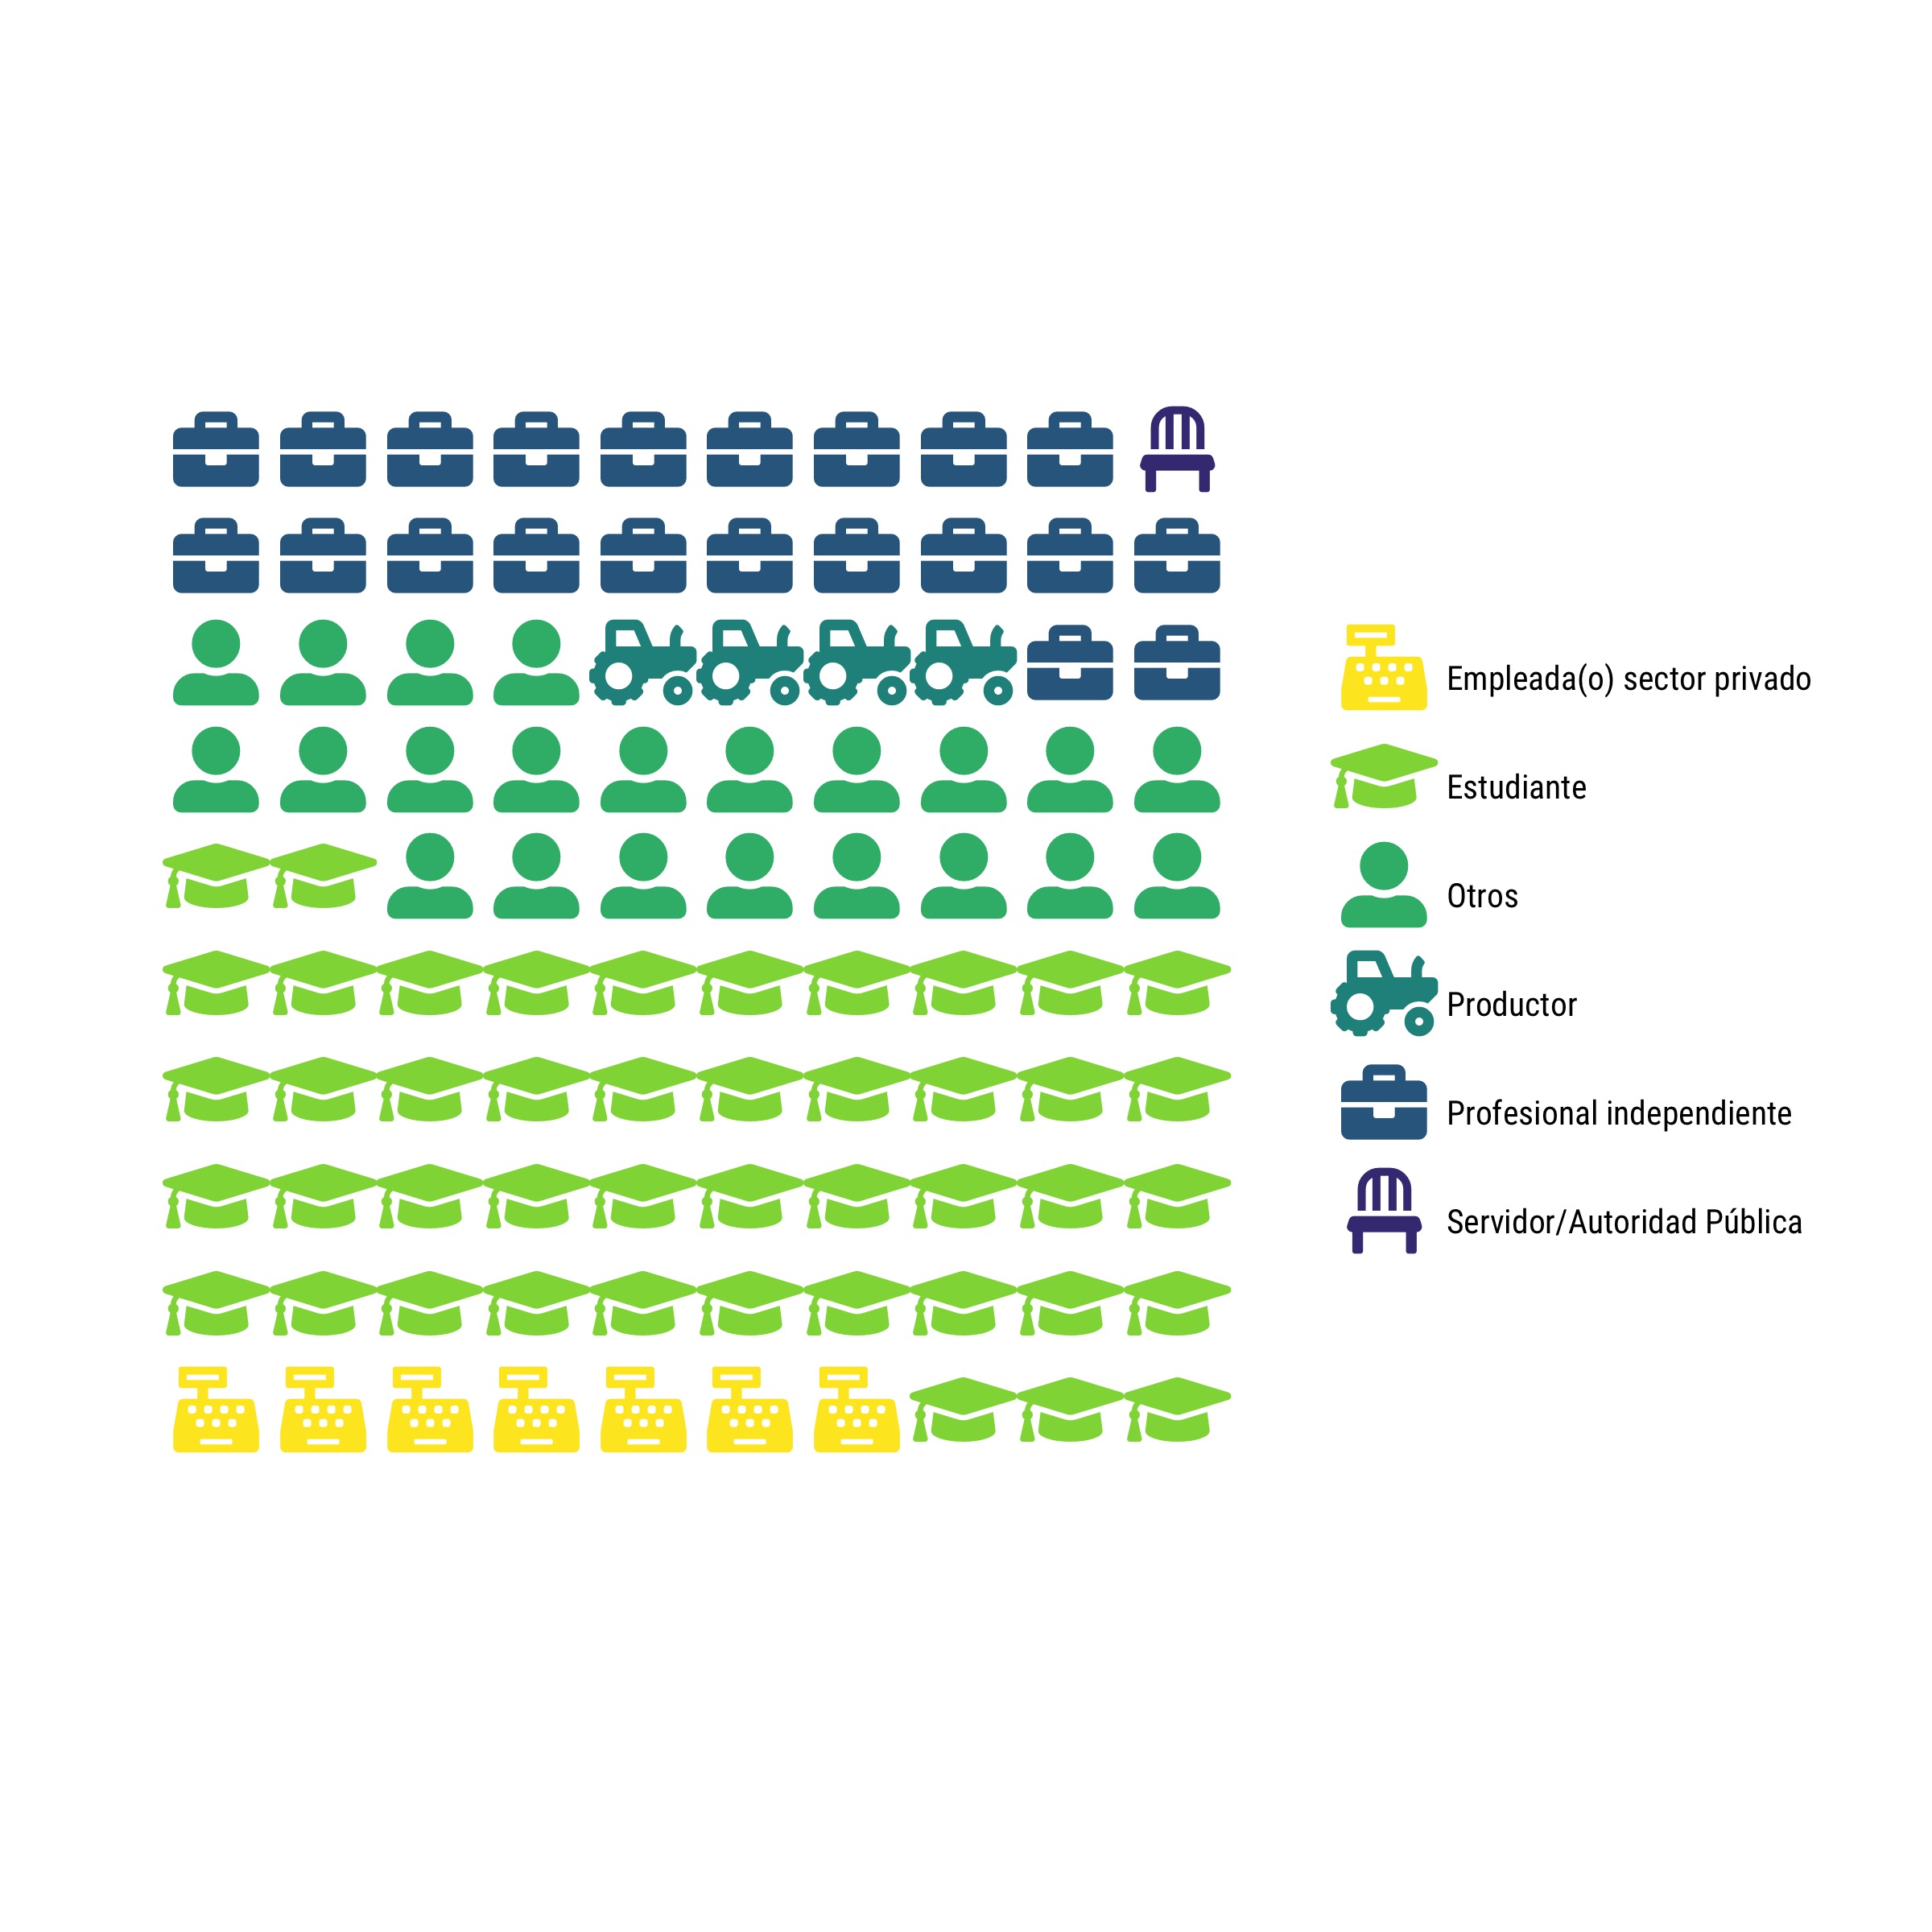 Empleada(o) sector privado
Estudiante
Otros
Productor
Profesional independiente
Servidor/Autoridad Pública